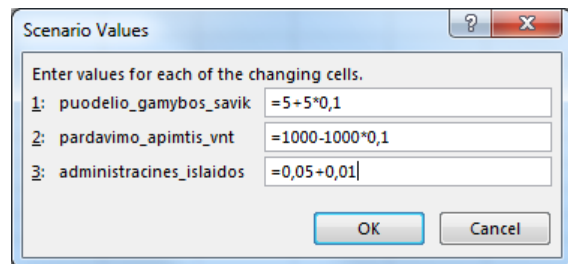 Scenario Values
Enter values for each of the changing cells.
1: puodelio_gamybos_savik =5+5*0,1
2: pardavimo_apimtis_vnt =1000-1000*0,1
3: administracines_islaidos =0,05+0,01
OK Cancel